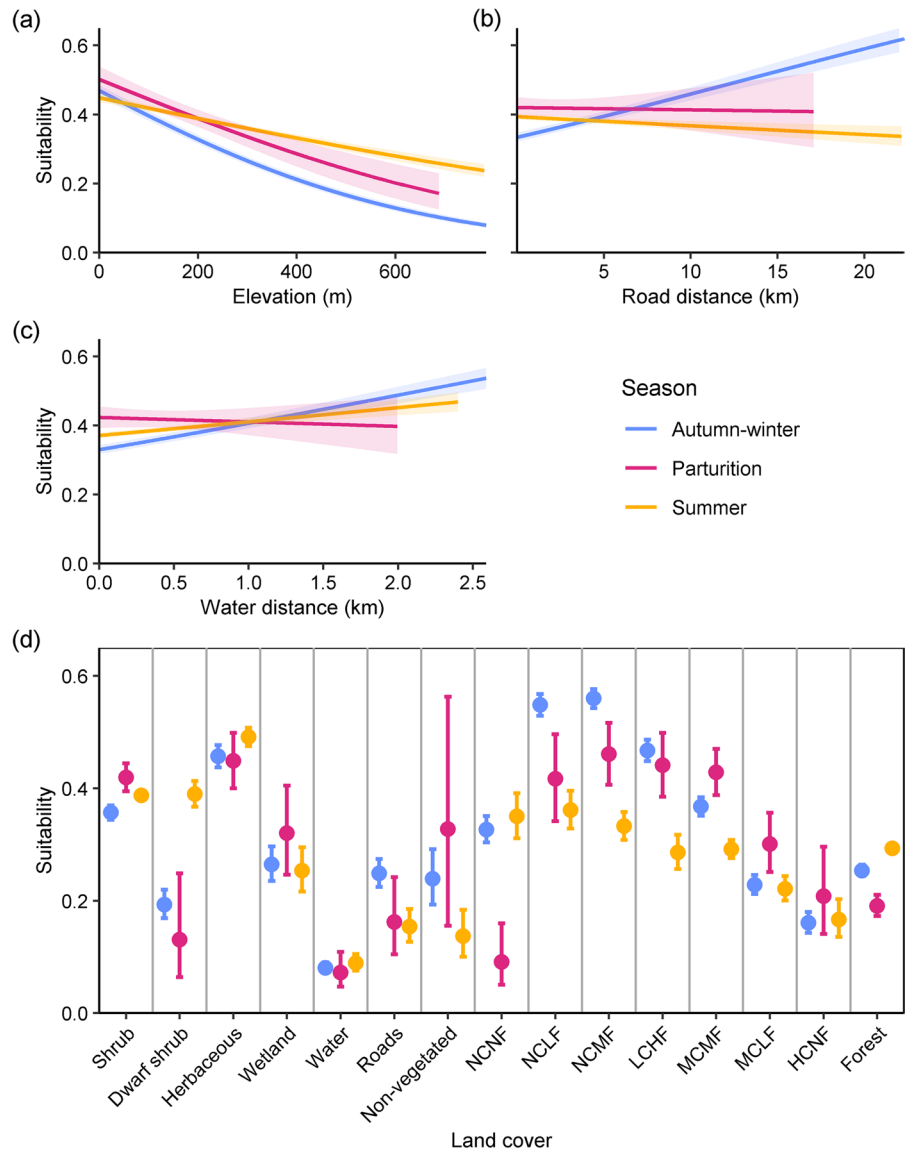 (a)
(b)
0.6
0.4
0.2
0.0
Suitability
0
200
400
600
Elevation (m)
5
10
15
20
Road distance (km)
(c)
0.6
0.4
0.2
0.0
Suitability
0.0
0.5
1.0
1.5
2.0
2.5
Water distance (km)
Season
Autumn-winter
Parturition
Summer
(d)
0.6
0.4
0.2
0.0
Suitability
Shrub
Dwarf shrub
Herbaceous
Wetland
Water
Roads
Non-vegetated
NCNF
NCLF
NCMF
LCHF
MCMF
MCLF
HCNF
Forest
Land cover